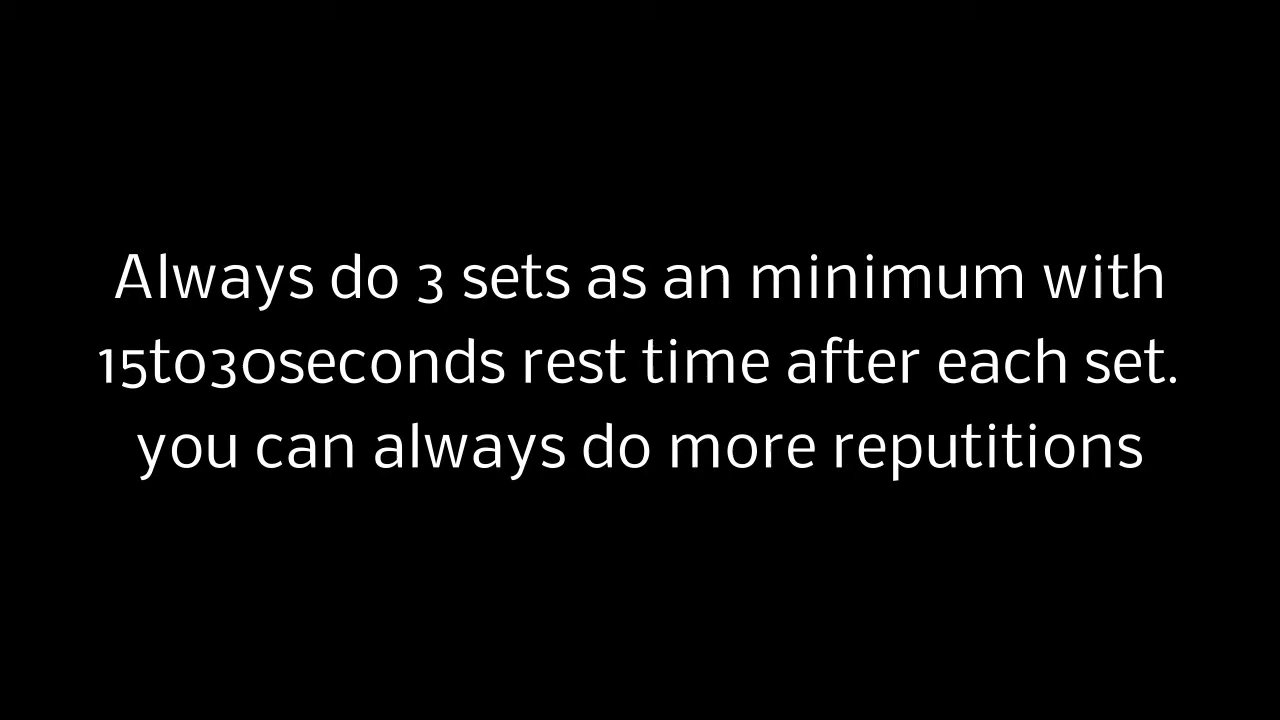 Always do 3 sets as an minimum with
15to30seconds rest time after each set.
you can always do more reputitions